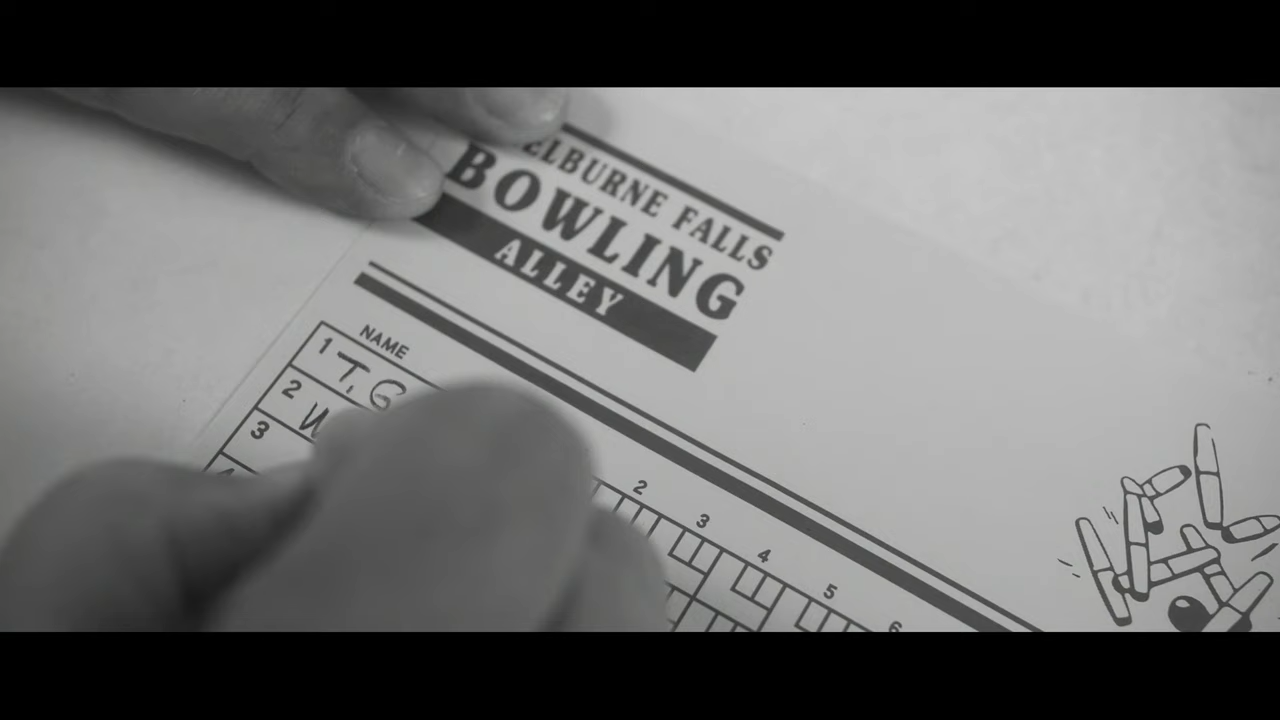 ELBURNE FALLS
BOWLING
ALLEY
NAME
1 T. G
2
3
2 3 4 5 6